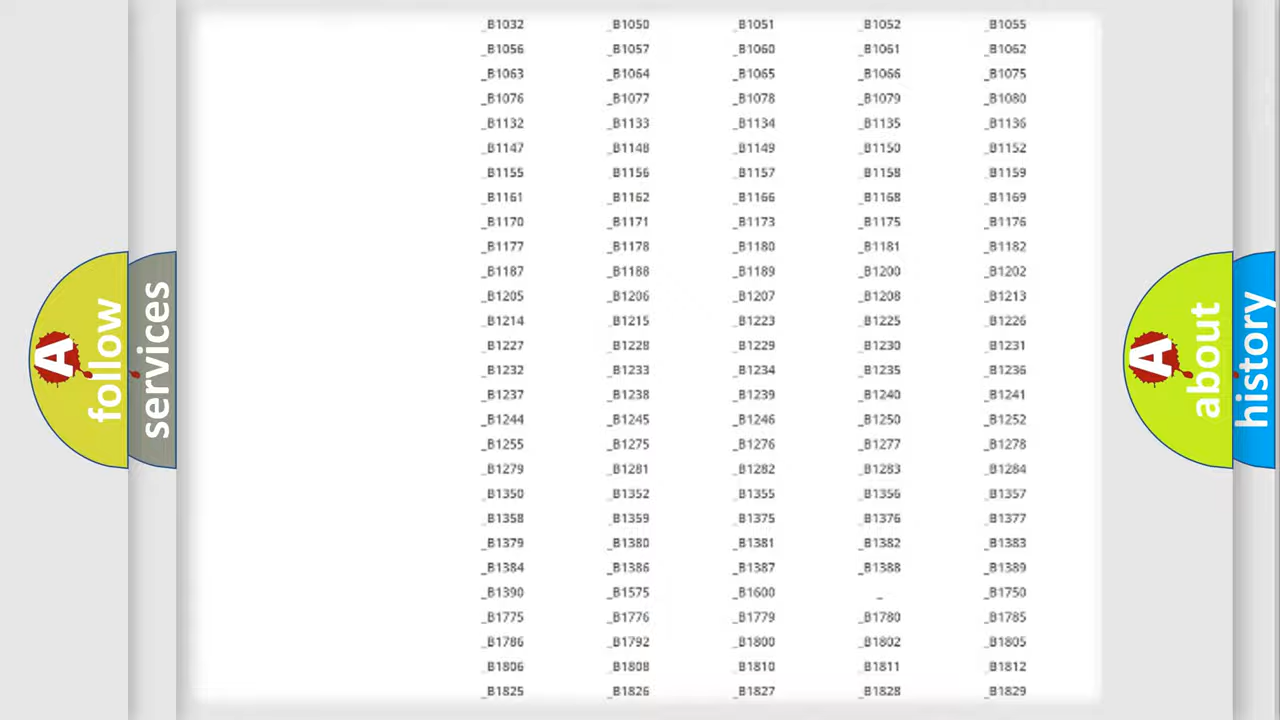 _B1032 _B1050 _B1051 _B1052 _B1055
_B1056 _B1057 _B1060 _B1061 _B1062
_B1063 _B1064 _B1065 _B1066 _B1075
_B1076 _B1077 _B1078 _B1079 _B1080
_B1132 _B1133 _B1134 _B1135 _B1136
_B1147 _B1148 _B1149 _B1150 _B1152
_B1155 _B1156 _B1157 _B1158 _B1159
_B1161 _B1162 _B1166 _B1168 _B1169
_B1170 _B1171 _B1173 _B1175 _B1176
_B1177 _B1178 _B1180 _B1181 _B1182
_B1187 _B1188 _B1189 _B1200 _B1202
_B1205 _B1206 _B1207 _B1208 _B1213
_B1214 _B1215 _B1223 _B1225 _B1226
_B1227 _B1228 _B1229 _B1230 _B1231
_B1232 _B1233 _B1234 _B1235 _B1236
_B1237 _B1238 _B1239 _B1240 _B1241
_B1244 _B1245 _B1246 _B1250 _B1252
_B1255 _B1275 _B1276 _B1277 _B1278
_B1279 _B1281 _B1282 _B1283 _B1284
_B1350 _B1352 _B1355 _B1356 _B1357
_B1358 _B1359 _B1375 _B1376 _B1377
_B1379 _B1380 _B1381 _B1382 _B1383
_B1384 _B1386 _B1387 _B1388 _B1389
_B1390 _B1575 _B1600 _ _B1750
_B1775 _B1776 _B1779 _B1780 _B1785
_B1786 _B1792 _B1800 _B1802 _B1805
_B1806 _B1808 _B1810 _B1811 _B1812
_B1825 _B1826 _B1827 _B1828 _B1829
A
follow
services
A
about
history